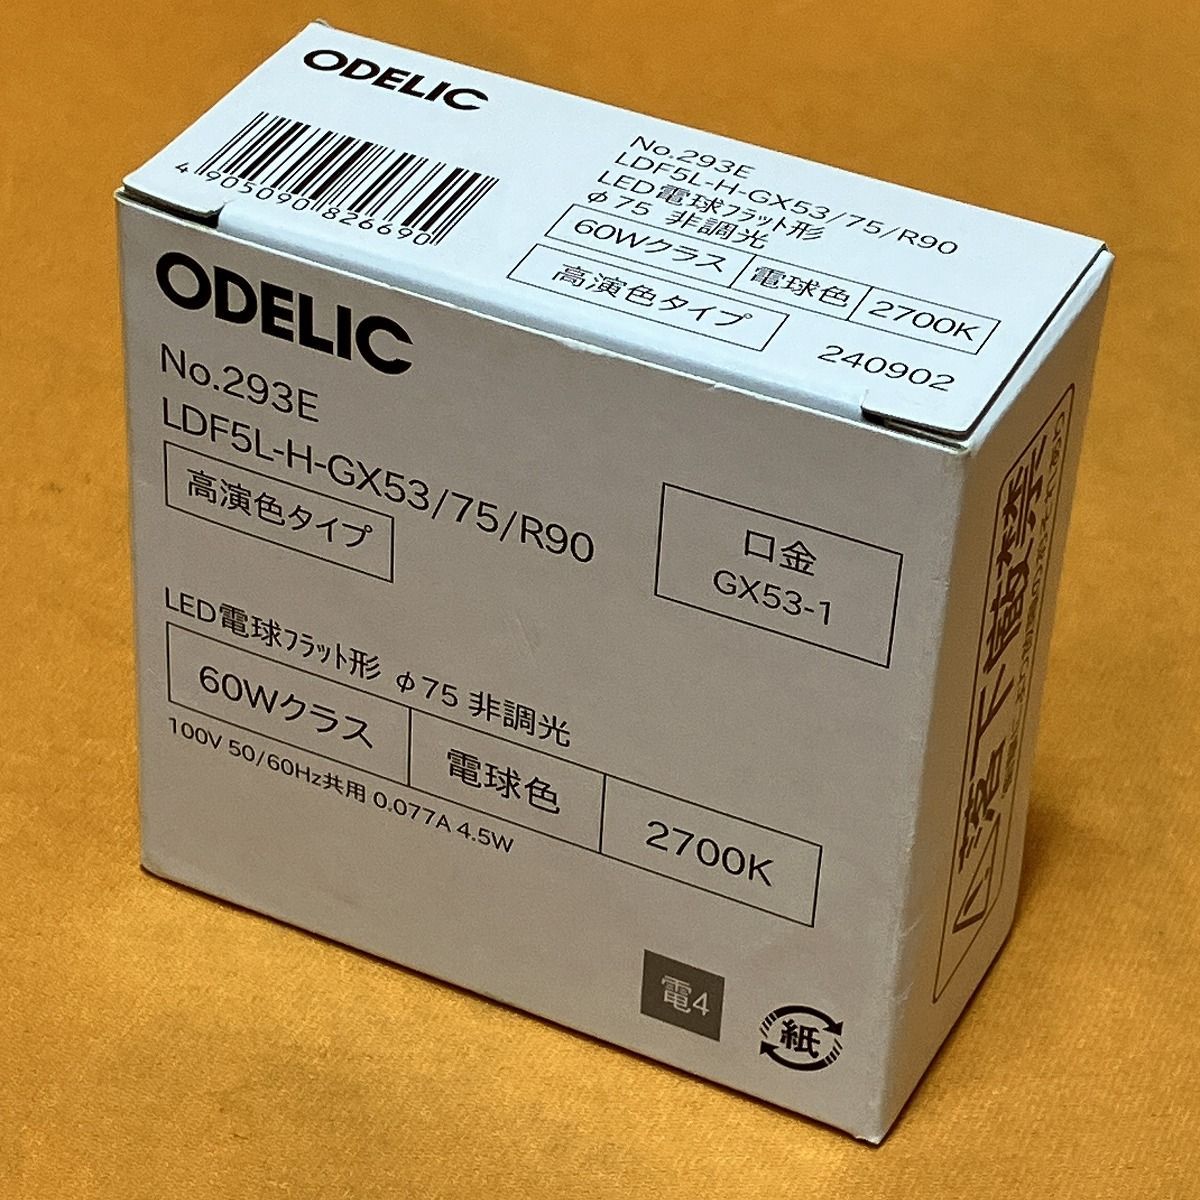 ODELIC
4 905090 826690
No.293E
LDF5L-H-GX53/75/R90
LED電球フラット形
φ75 非調光
60Wクラス 電球色 2700K
高演色タイプ
240902
ODELIC
No.293E
LDF5L-H-GX53/75/R90
高演色タイプ
口金
GX53-1
LED電球フラット形 φ75 非調光
60Wクラス 電球色 2700K
100V 50/60Hz共用 0.077A 4.5W
電4
紙
落下厳禁